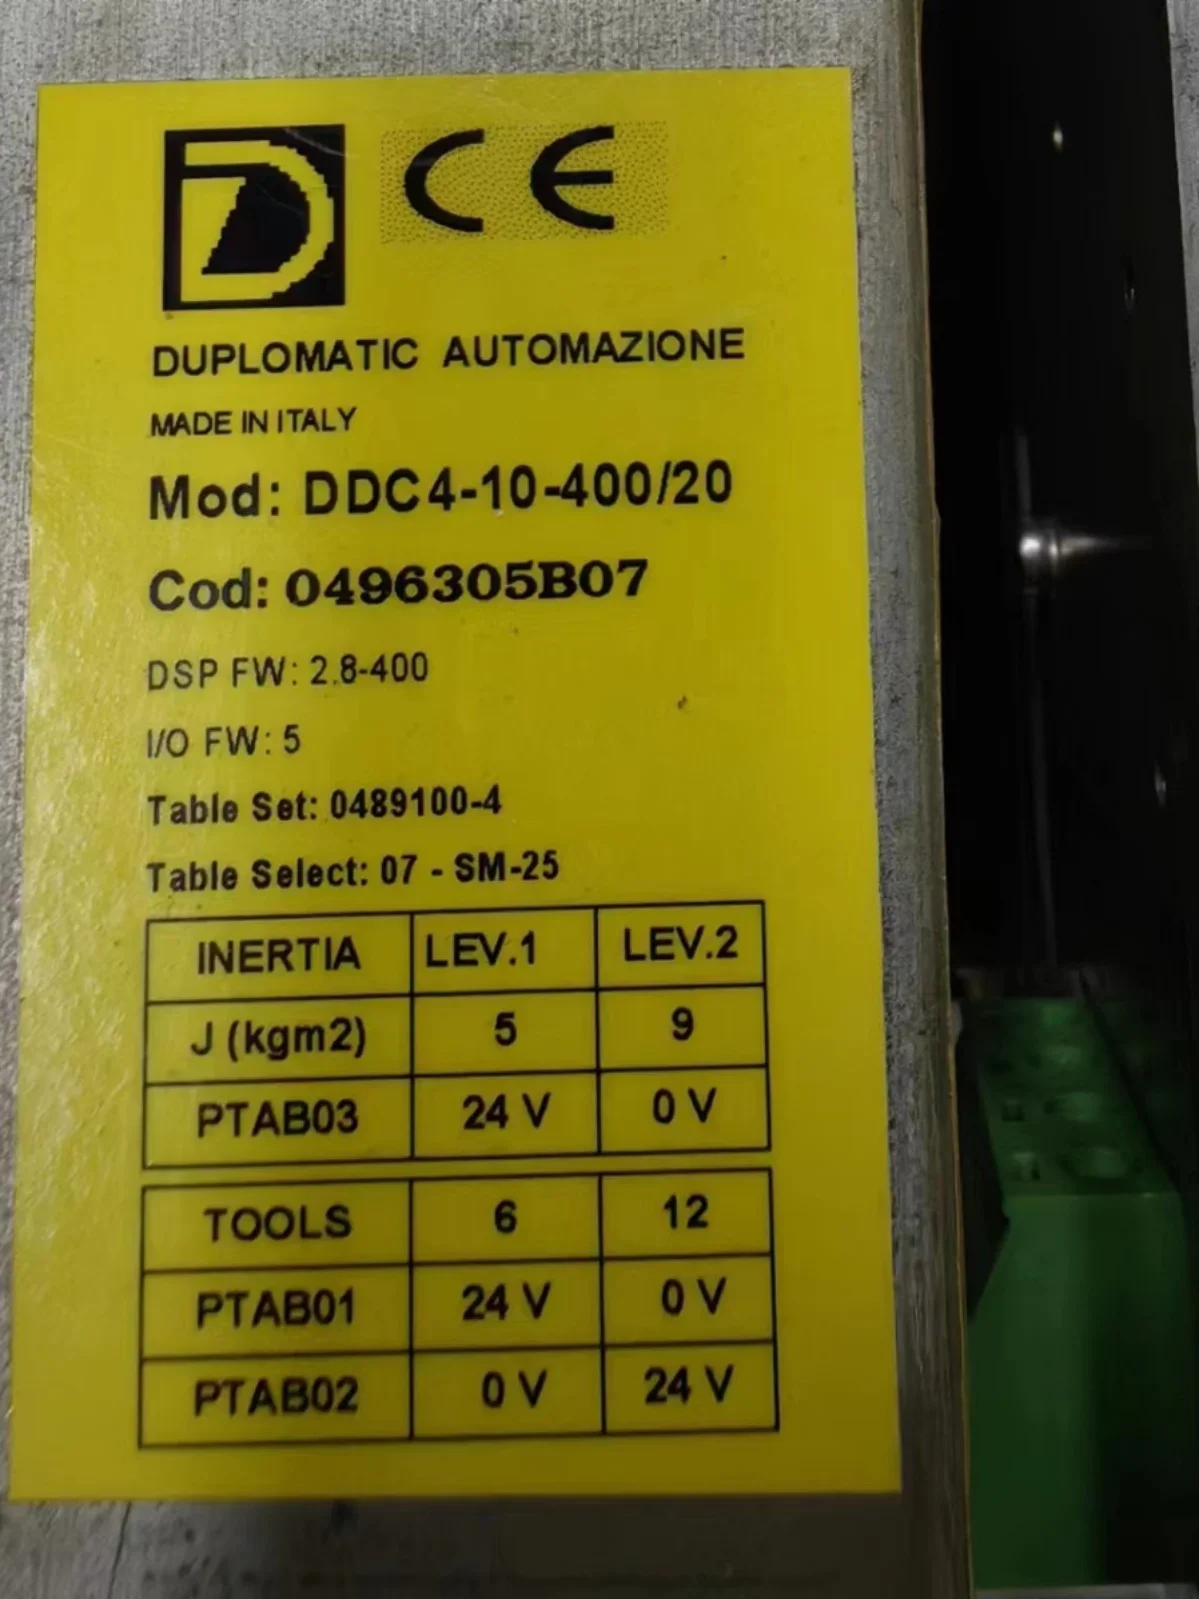 D CE
DUPLOMATIC AUTOMAZIONE
MADE IN ITALY
Mod: DDC4-10-400/20
Cod: 0496305B07
DSP FW: 2.8-400
I/O FW: 5
Table Set: 0489100-4
Table Select: 07 - SM-25
INERTIA LEV.1 LEV.2
J (kgm2) 5 9
PTAB03 24 V 0 V
TOOLS 6 12
PTAB01 24 V 0 V
PTAB02 0 V 24 V